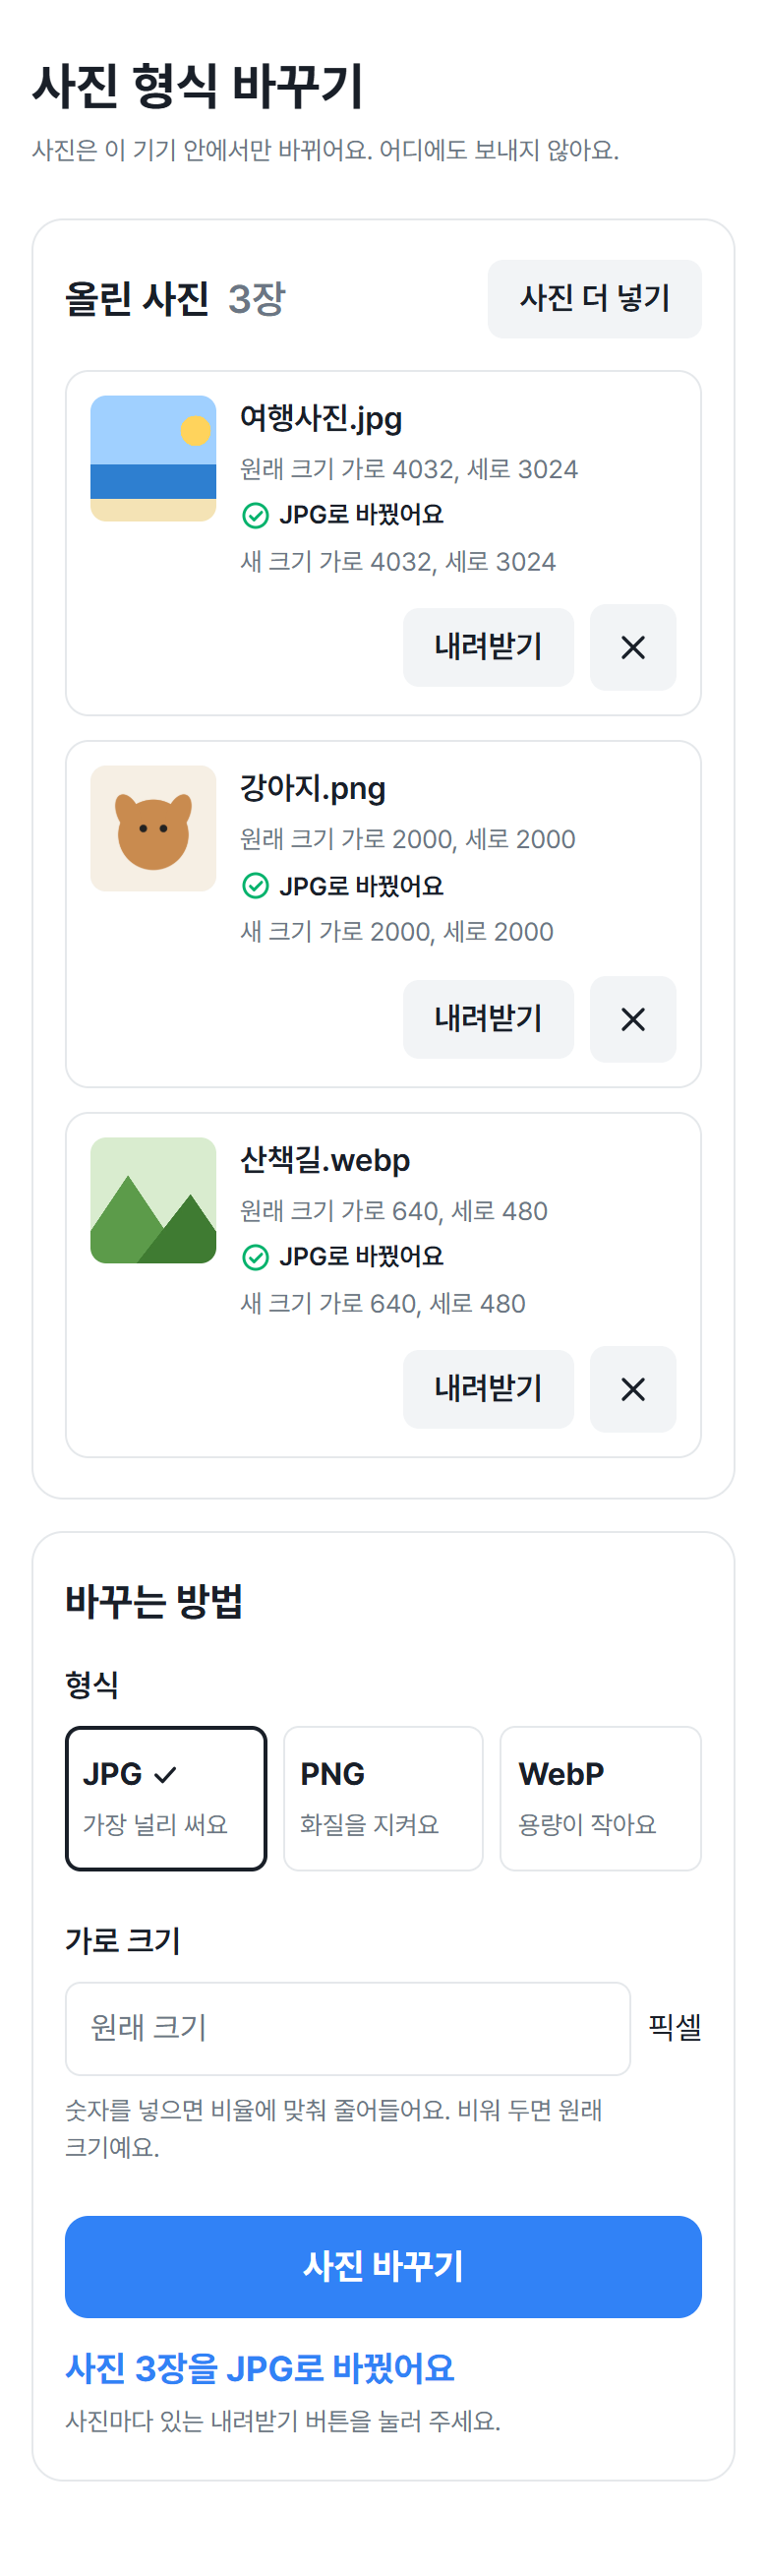 사진 형식 바꾸기
사진은 이 기기 안에서만 바뀌어요. 어디에도 보내지 않아요.
올린 사진 3장
사진 더 넣기
여행사진.jpg
원래 크기 가로 4032, 세로 3024
JPG로 바꿨어요
새 크기 가로 4032, 세로 3024
내려받기
강아지.png
원래 크기 가로 2000, 세로 2000
JPG로 바꿨어요
새 크기 가로 2000, 세로 2000
내려받기
산책길.webp
원래 크기 가로 640, 세로 480
JPG로 바꿨어요
새 크기 가로 640, 세로 480
내려받기
바꾸는 방법
형식
JPG
가장 널리 써요
PNG
화질을 지켜요
WebP
용량이 작아요
가로 크기
원래 크기
픽셀
숫자를 넣으면 비율에 맞춰 줄어들어요. 비워 두면 원래
크기예요.
사진 바꾸기
사진 3장을 JPG로 바꿨어요
사진마다 있는 내려받기 버튼을 눌러 주세요.